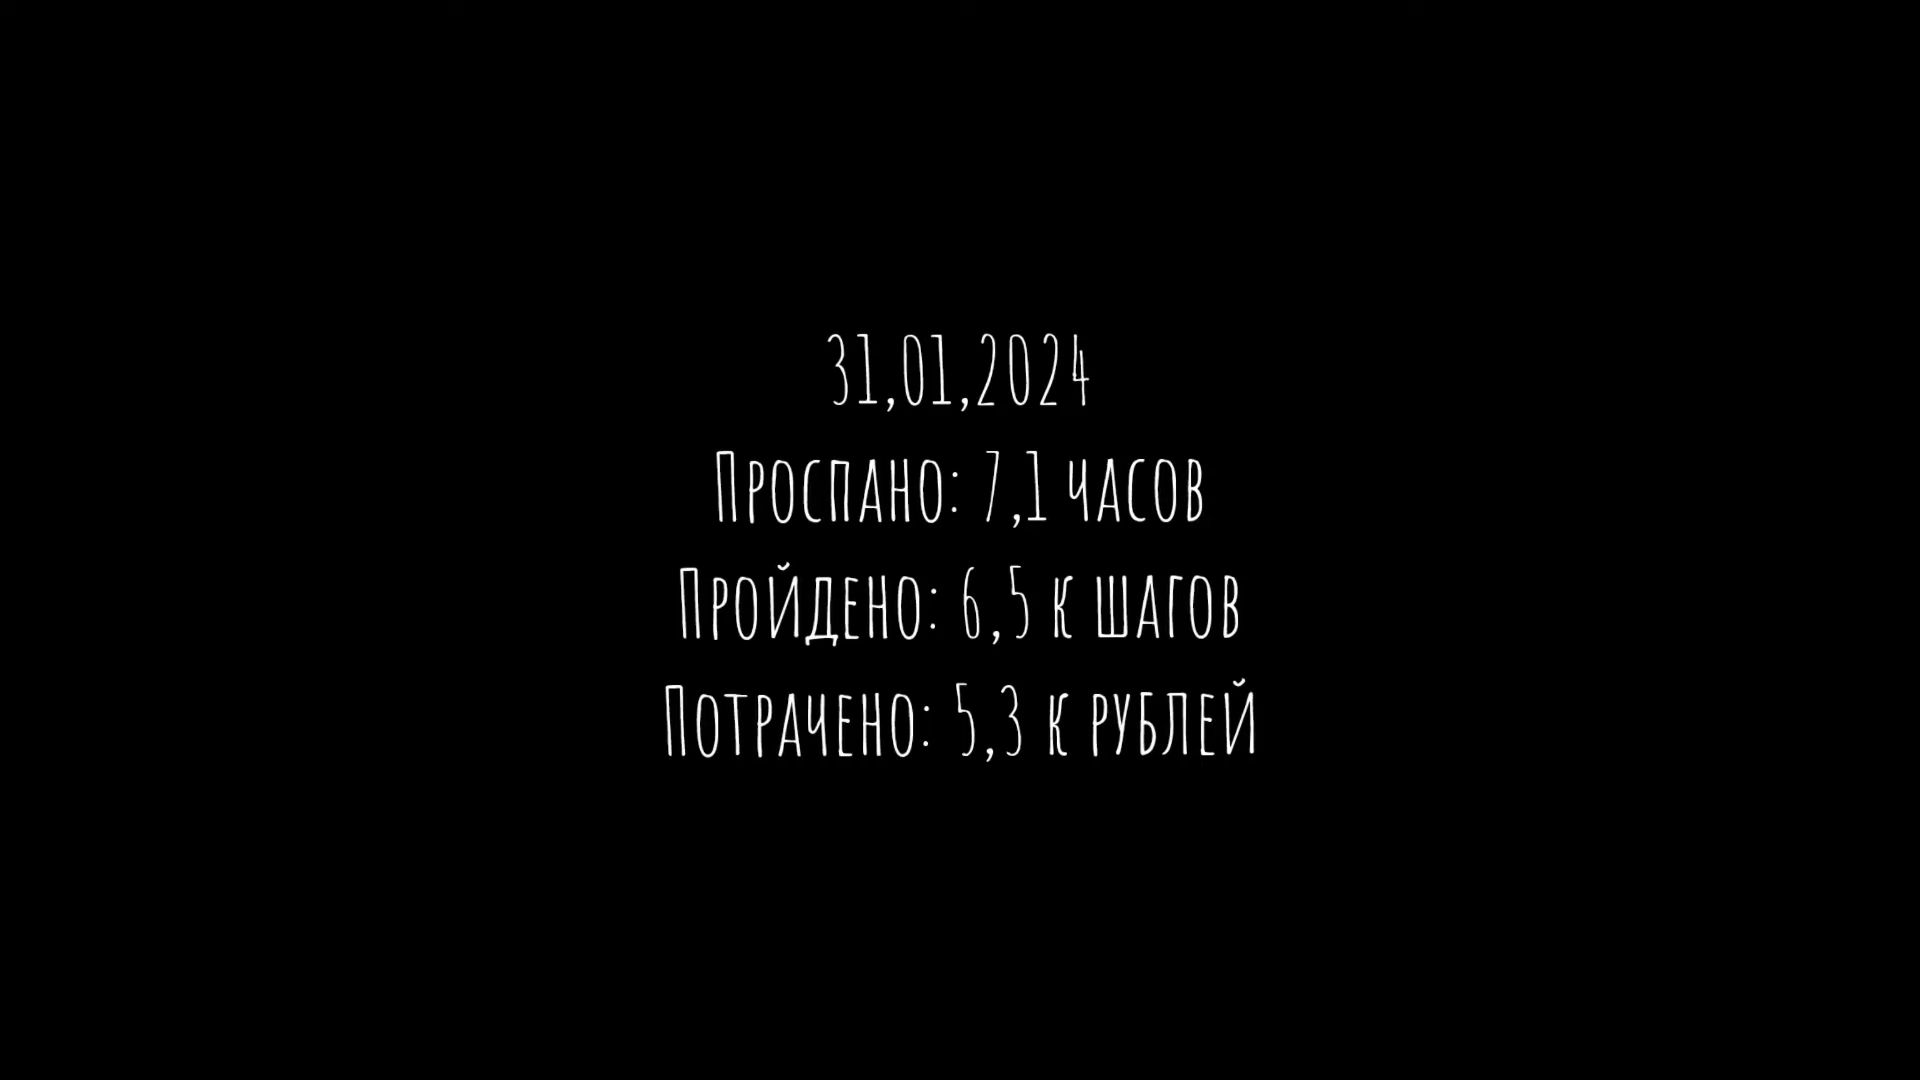 31,01,2024
Проспано: 7,1 часов
Пройдено: 6,5 к шагов
Потрачено: 5,3 к рублей